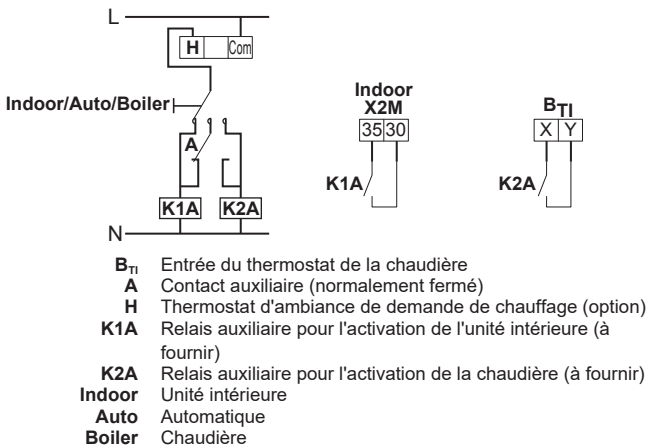 L
H Com
Indoor/Auto/Boiler
A
K1A K2A
N
Indoor
X2M
35 30
K1A
BTI
X Y
K2A
BTI Entrée du thermostat de la chaudière
A Contact auxiliaire (normalement fermé)
H Thermostat d'ambiance de demande de chauffage (option)
K1A Relais auxiliaire pour l'activation de l'unité intérieure (à
fournir)
K2A Relais auxiliaire pour l'activation de la chaudière (à fournir)
Indoor Unité intérieure
Auto Automatique
Boiler Chaudière